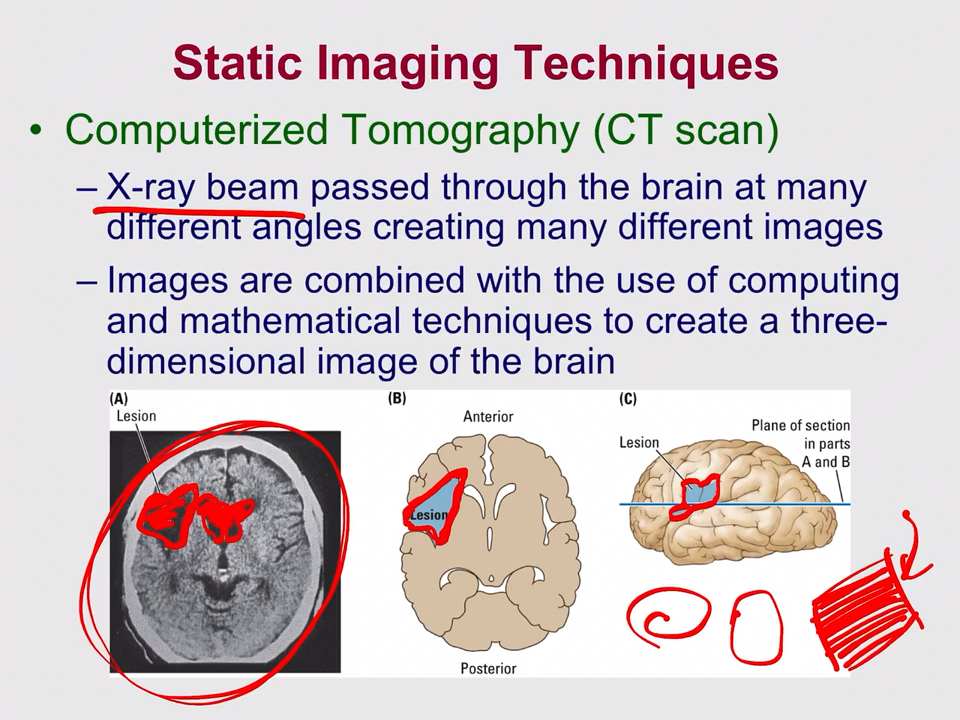 Static Imaging Techniques
• Computerized Tomography (CT scan)
– X-ray beam passed through the brain at many
different angles creating many different images
– Images are combined with the use of computing
and mathematical techniques to create a three-
dimensional image of the brain
(A)
Lesion
(B)
Anterior
Lesion
Posterior
(C)
Lesion
Plane of section
in parts
A and B